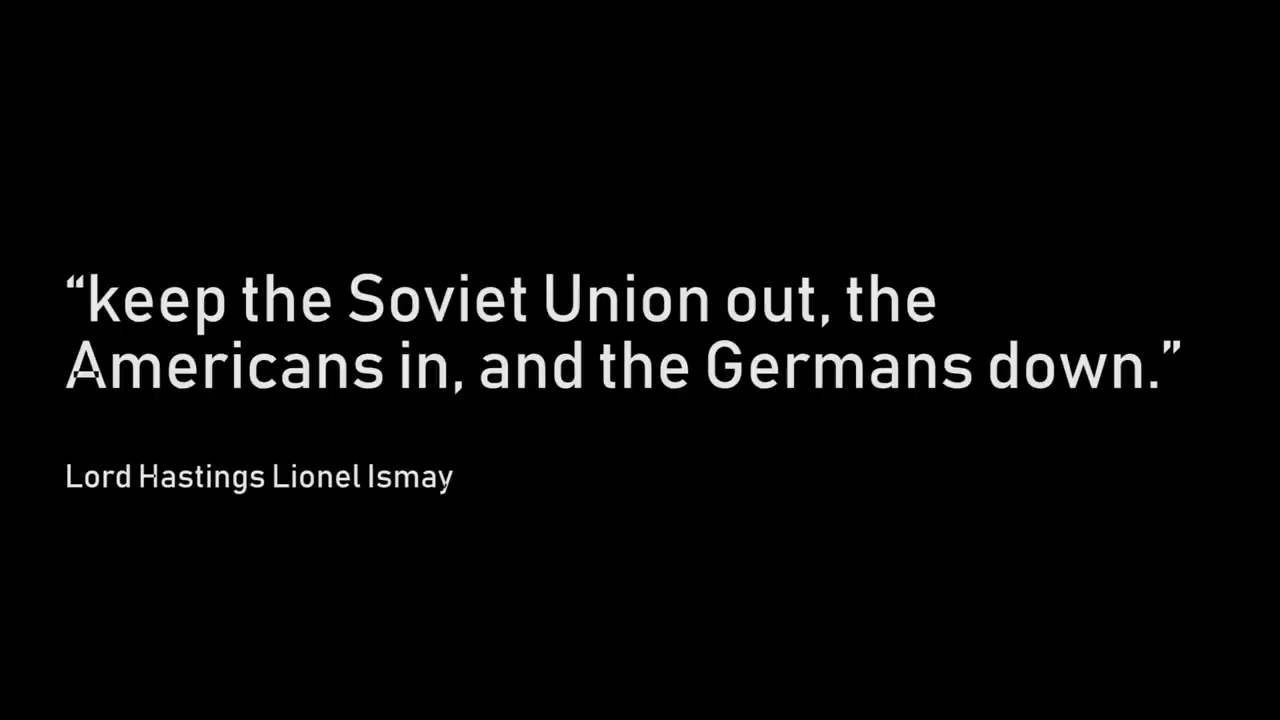 “keep the Soviet Union out, the
Americans in, and the Germans down.”
Lord Hastings Lionel Ismay